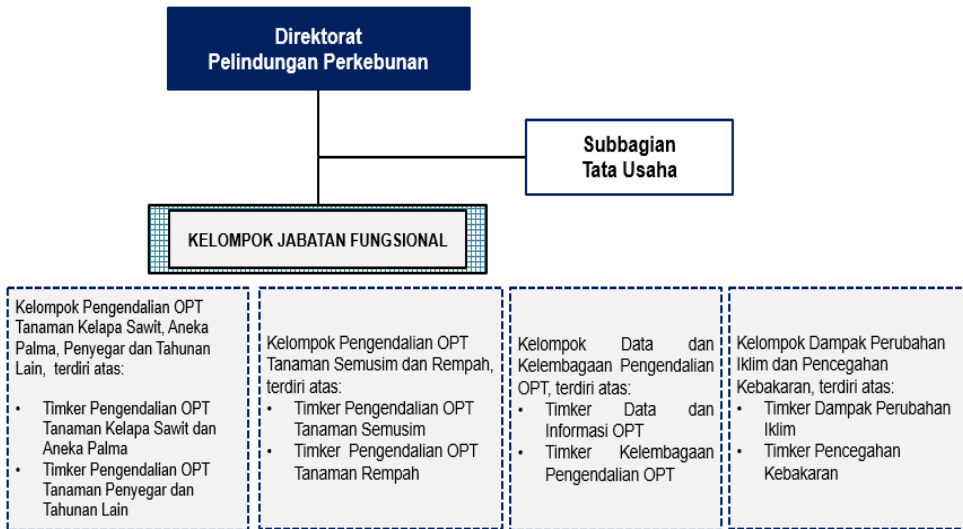 Direktorat
Pelindungan Perkebunan
Subbagian
Tata Usaha
KELOMPOK JABATAN FUNGSIONAL
Kelompok Pengendalian OPT
Tanaman Kelapa Sawit, Aneka
Palma, Penyegar dan Tahunan
Lain, terdiri atas:
• Timker Pengendalian OPT
Tanaman Kelapa Sawit dan
Aneka Palma
• Timker Pengendalian OPT
Tanaman Penyegar dan
Tahunan Lain
Kelompok Pengendalian OPT
Tanaman Semusim dan Rempah,
terdiri atas:
• Timker Pengendalian OPT
Tanaman Semusim
• Timker Pengendalian OPT
Tanaman Rempah
Kelompok Data dan
Kelembagaan Pengendalian
OPT, terdiri atas:
• Timker Data dan
Informasi OPT
• Timker Kelembagaan
Pengendalian OPT
Kelompok Dampak Perubahan
Iklim dan Pencegahan
Kebakaran, terdiri atas:
• Timker Dampak Perubahan
Iklim
• Timker Pencegahan
Kebakaran